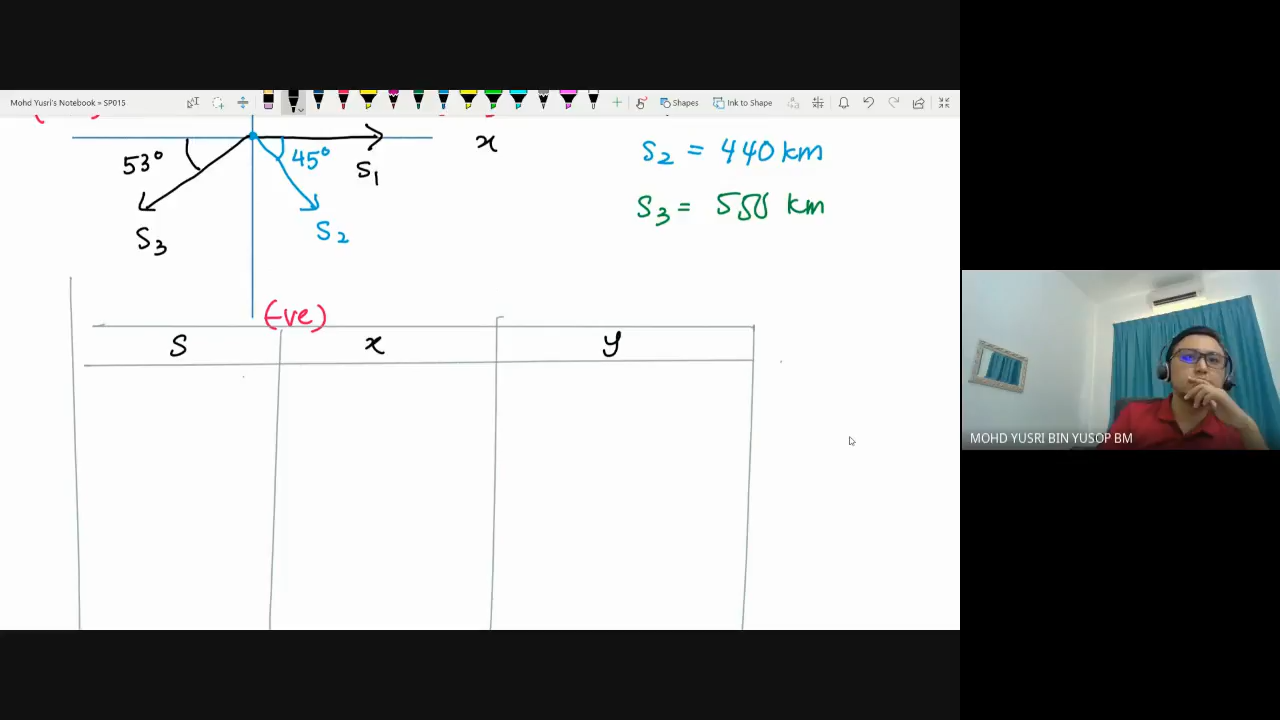 Mohd Yusri's Notebook » SP015
Shapes
Ink to Shape
53°
45°
x
S1
S2
S3
S2 = 440 km
S3 = 550 km
(-ve)
S x y
MOHD YUSRI BIN YUSOP BM